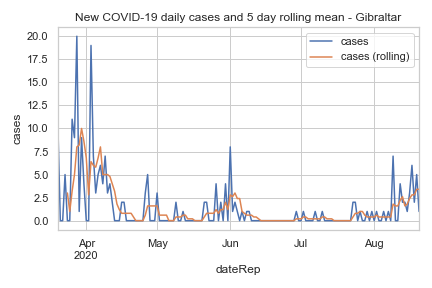 New COVID-19 daily cases and 5 day rolling mean - Gibraltar
cases
cases (rolling)
20.0
17.5
15.0
12.5
10.0
7.5
5.0
2.5
0.0
cases
Apr
2020
May
Jun
Jul
Aug
dateRep